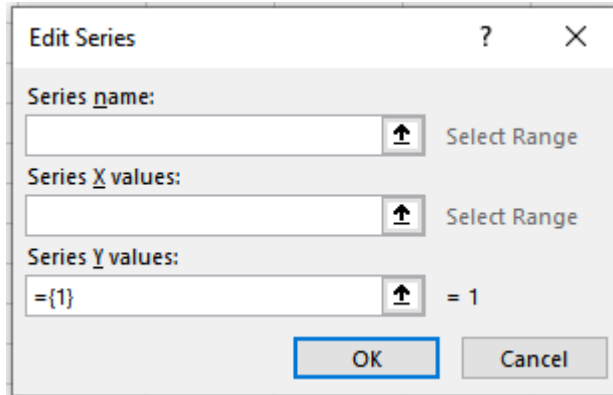 Edit Series ?
Series name:
Select Range
Series X values:
Select Range
Series Y values:
={1} = 1
OK Cancel